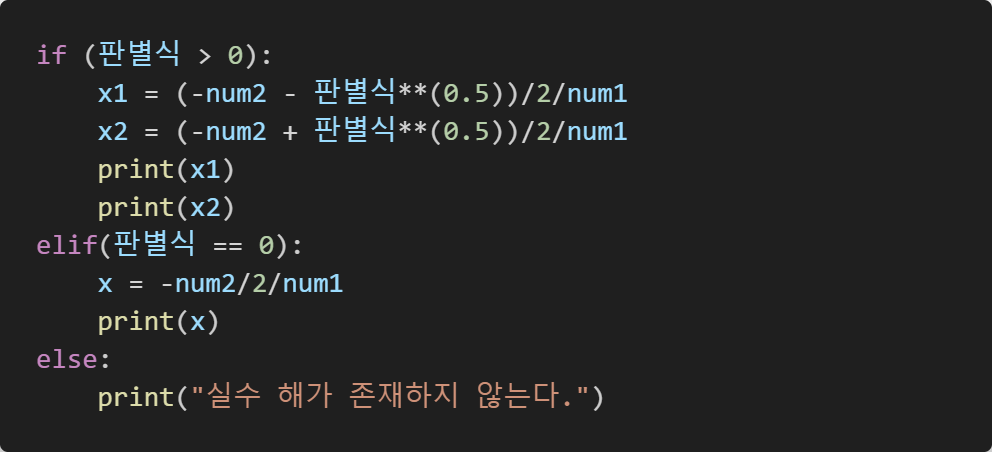 if (판별식 > 0):
    x1 = (-num2 - 판별식**(0.5))/2/num1
    x2 = (-num2 + 판별식**(0.5))/2/num1
    print(x1)
    print(x2)
elif(판별식 == 0):
    x = -num2/2/num1
    print(x)
else:
    print("실수 해가 존재하지 않는다.")